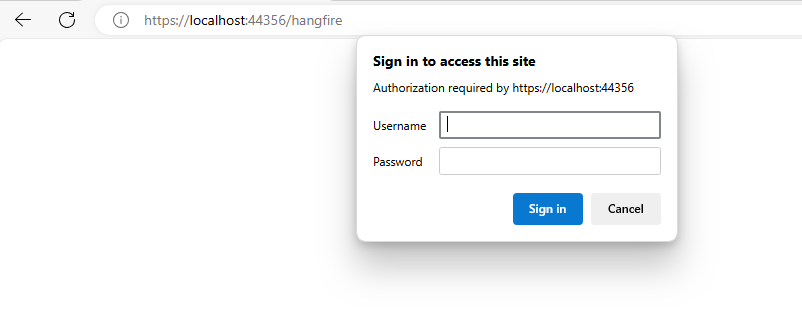 https://localhost:44356/hangfire
Sign in to access this site
Authorization required by https://localhost:44356
Username
Password
Sign in Cancel